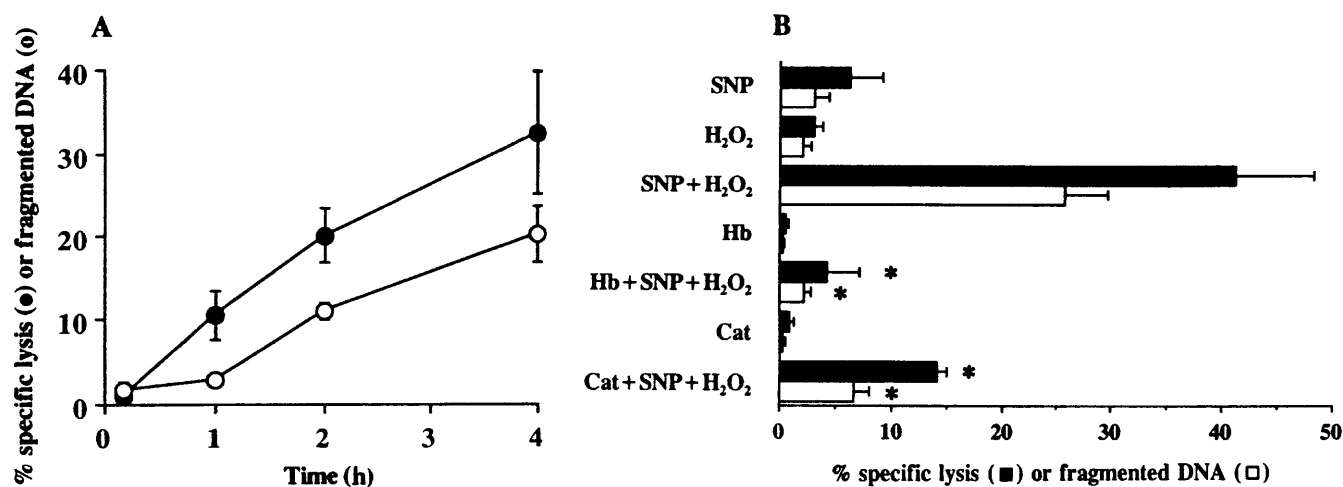 A
% specific lysis (●) or fragmented DNA (o)
40
30
20
10
0
0 1 2 3 4
Time (h)
B
SNP
H₂O₂
SNP + H₂O₂
Hb
Hb + SNP + H₂O₂
*
*
Cat
Cat + SNP + H₂O₂
*
*
0 10 20 30 40 50
% specific lysis (■) or fragmented DNA (□)